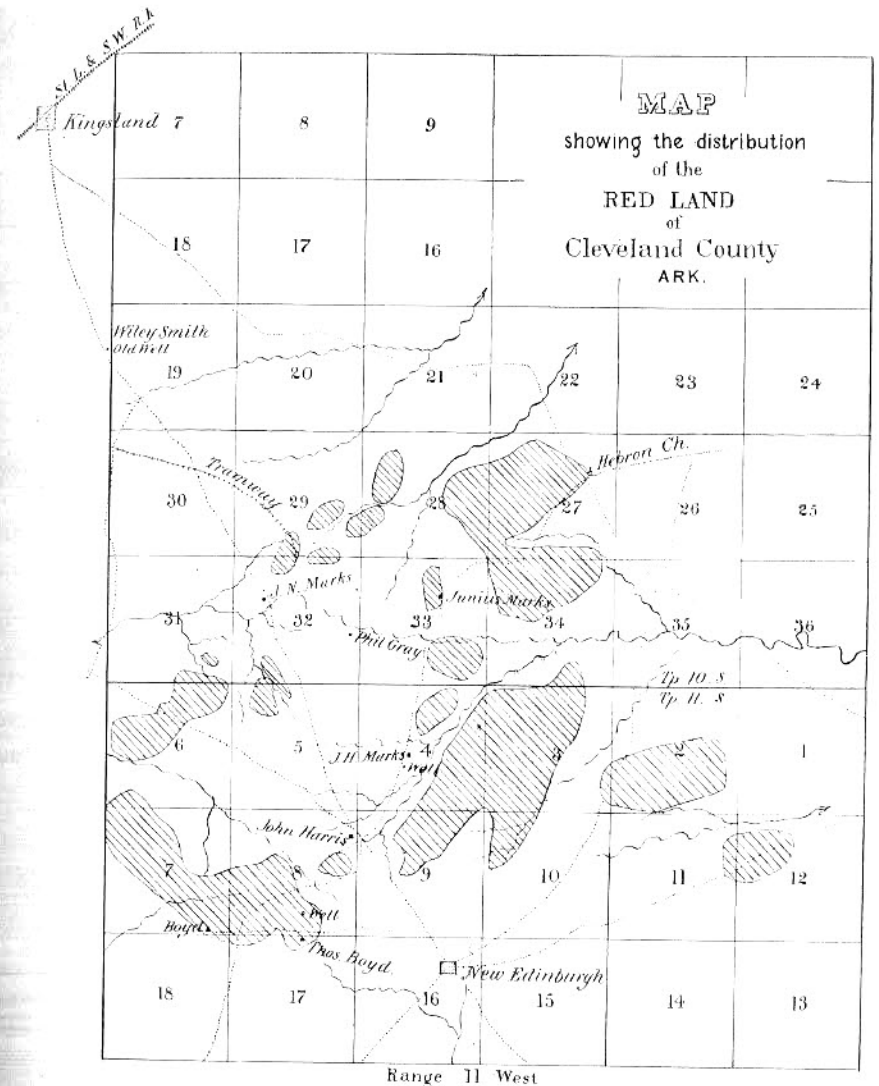 St. L. & S.W. R.R.
Kingsland
7 8 9
MAP
showing the distribution
of the
RED LAND
of
Cleveland County
ARK.
18 17 16
Wiley Smith
Old Well
19 20 21 22 23 24
Hebron Ch.
Tramway
30 29 28 27 26 25
J. N. Marks
Junius Marks
31 32 33 34 35 36
Phil Gray
Tp. 10. S
Tp. 11. S
6 5 4 3 2 1
J.H. Marks
Well
John Harris
7 8 9 10 11 12
Well
Boyd
Thos. Boyd.
New Edinburgh
18 17 16 15 14 13
Range 11 West